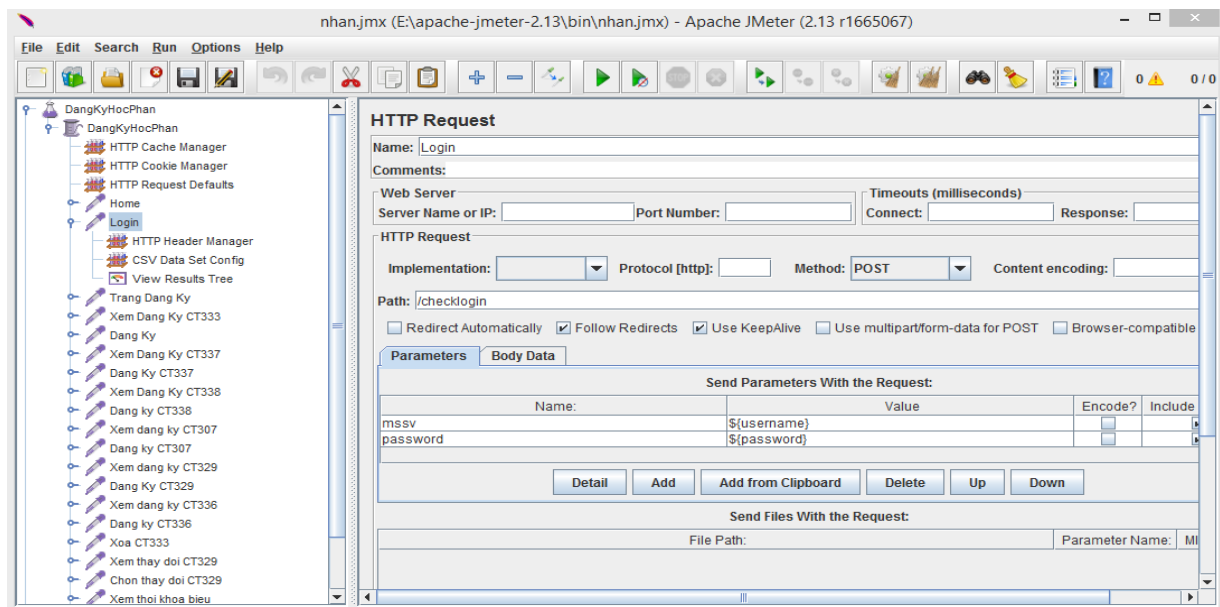 nhan.jmx (E:\apache-jmeter-2.13\bin\nhan.jmx) - Apache JMeter (2.13 r1665067)
File Edit Search Run Options Help
0 0 / 0
DangKyHocPhan
DangKyHocPhan
HTTP Cache Manager
HTTP Cookie Manager
HTTP Request Defaults
Home
Login
HTTP Header Manager
CSV Data Set Config
View Results Tree
Trang Dang Ky
Xem Dang Ky CT333
Dang Ky
Xem Dang Ky CT337
Dang Ky CT337
Xem Dang Ky CT338
Dang ky CT338
Xem dang ky CT307
Dang ky CT307
Xem dang ky CT329
Dang Ky CT329
Xem dang ky CT336
Dang ky CT336
Xoa CT333
Xem thay doi CT329
Chon thay doi CT329
Xem thoi khoa bieu
HTTP Request
Name: Login
Comments:
Web Server
Timeouts (milliseconds)
Server Name or IP: Port Number: Connect: Response:
HTTP Request
Implementation: Protocol [http]: Method: POST Content encoding:
Path: /checklogin
Redirect Automatically Follow Redirects Use KeepAlive Use multipart/form-data for POST Browser-compatible
Parameters Body Data
Send Parameters With the Request:
Name: Value Encode? Include
mssv ${username}
password ${password}
Detail Add Add from Clipboard Delete Up Down
Send Files With the Request:
File Path: Parameter Name: MI